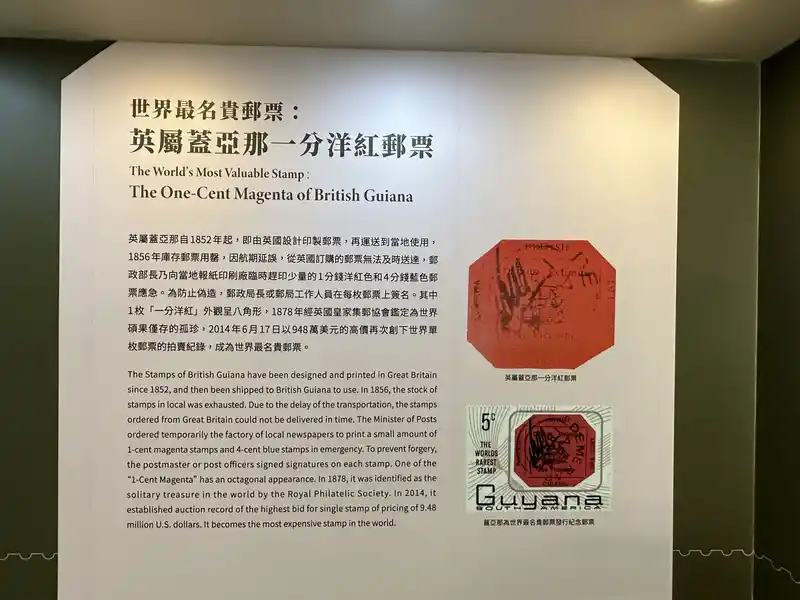 世界最名貴郵票：
英屬蓋亞那一分洋紅郵票
The World's Most Valuable Stamp :
The One-Cent Magenta of British Guiana
英屬蓋亞那自1852年起，即由英國設計印製郵票，再運送到當地使用，
1856年庫存郵票用罄，因航期延誤，從英國訂購的郵票無法及時送達，郵
政部長乃向當地報紙印刷廠臨時趕印少量的1分錢洋紅色和4分錢藍色郵
票應急。為防止偽造，郵政局長或郵局工作人員在每枚郵票上簽名。其中
1枚「一分洋紅」外觀呈八角形，1878年經英國皇家集郵協會鑑定為世界
碩果僅存的孤珍，2014年6月17日以948萬美元的高價再次創下世界單
枚郵票的拍賣紀錄，成為世界最名貴郵票。
The Stamps of British Guiana have been designed and printed in Great Britain
since 1852, and then been shipped to British Guiana to use. In 1856, the stock of
stamps in local was exhausted. Due to the delay of the transportation, the stamps
ordered from Great Britain could not be delivered in time. The Minister of Posts
ordered temporarily the factory of local newspapers to print a small amount of
1-cent magenta stamps and 4-cent blue stamps in emergency. To prevent forgery,
the postmaster or post officers signed signatures on each stamp. One of the
"1-Cent Magenta" has an octagonal appearance. In 1878, it was identified as the
solitary treasure in the world by the Royal Philatelic Society. In 2014, it
established auction record of the highest bid for single stamp of pricing of 9.48
million U.S. dollars. It becomes the most expensive stamp in the world.
英屬蓋亞那一分洋紅郵票
5c
THE
WORLDS
RAREST
STAMP
DEM
Guyana
SOUTH AMERICA
蓋亞那為世界最名貴郵票發行紀念郵票